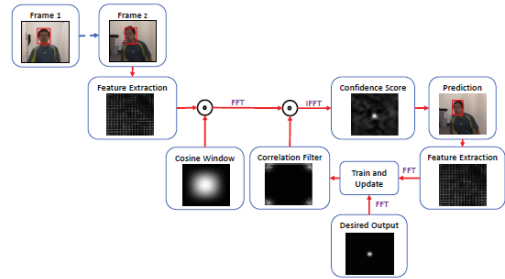 Frame 1
Frame z
Feature Extraction
FFT
IFFT
Confidence Score
Prediction
Cosine Window
Correlation Filter
Train and
Update
FFT
Feature Extraction
FFT
Desired Output